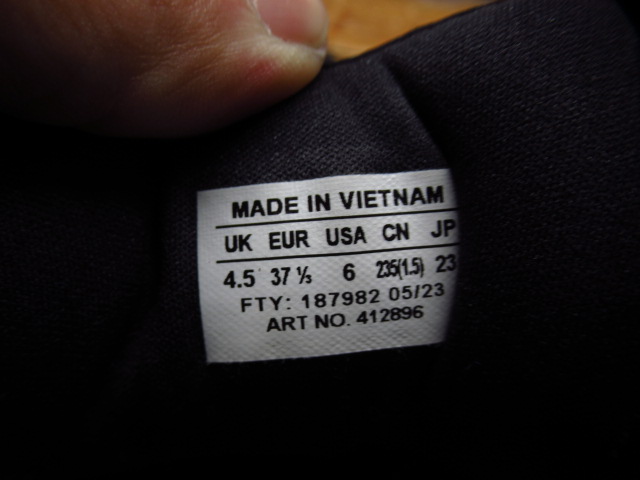 MADE IN VIETNAM
UK EUR USA CN JP
4.5 37 ⅓ 6 235(1.5) 23
FTY: 187982 05/23
ART NO. 412896